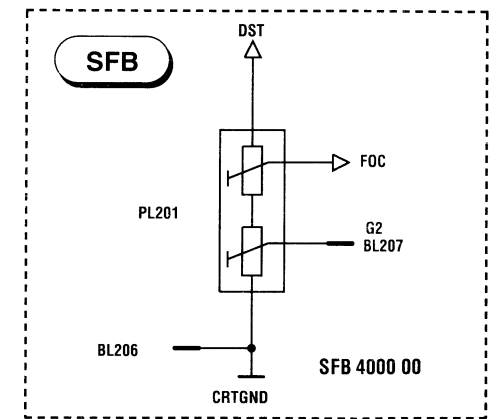 DST
SFB
FOC
PL201
G2
BL207
BL206
SFB 4000 00
CRTGND